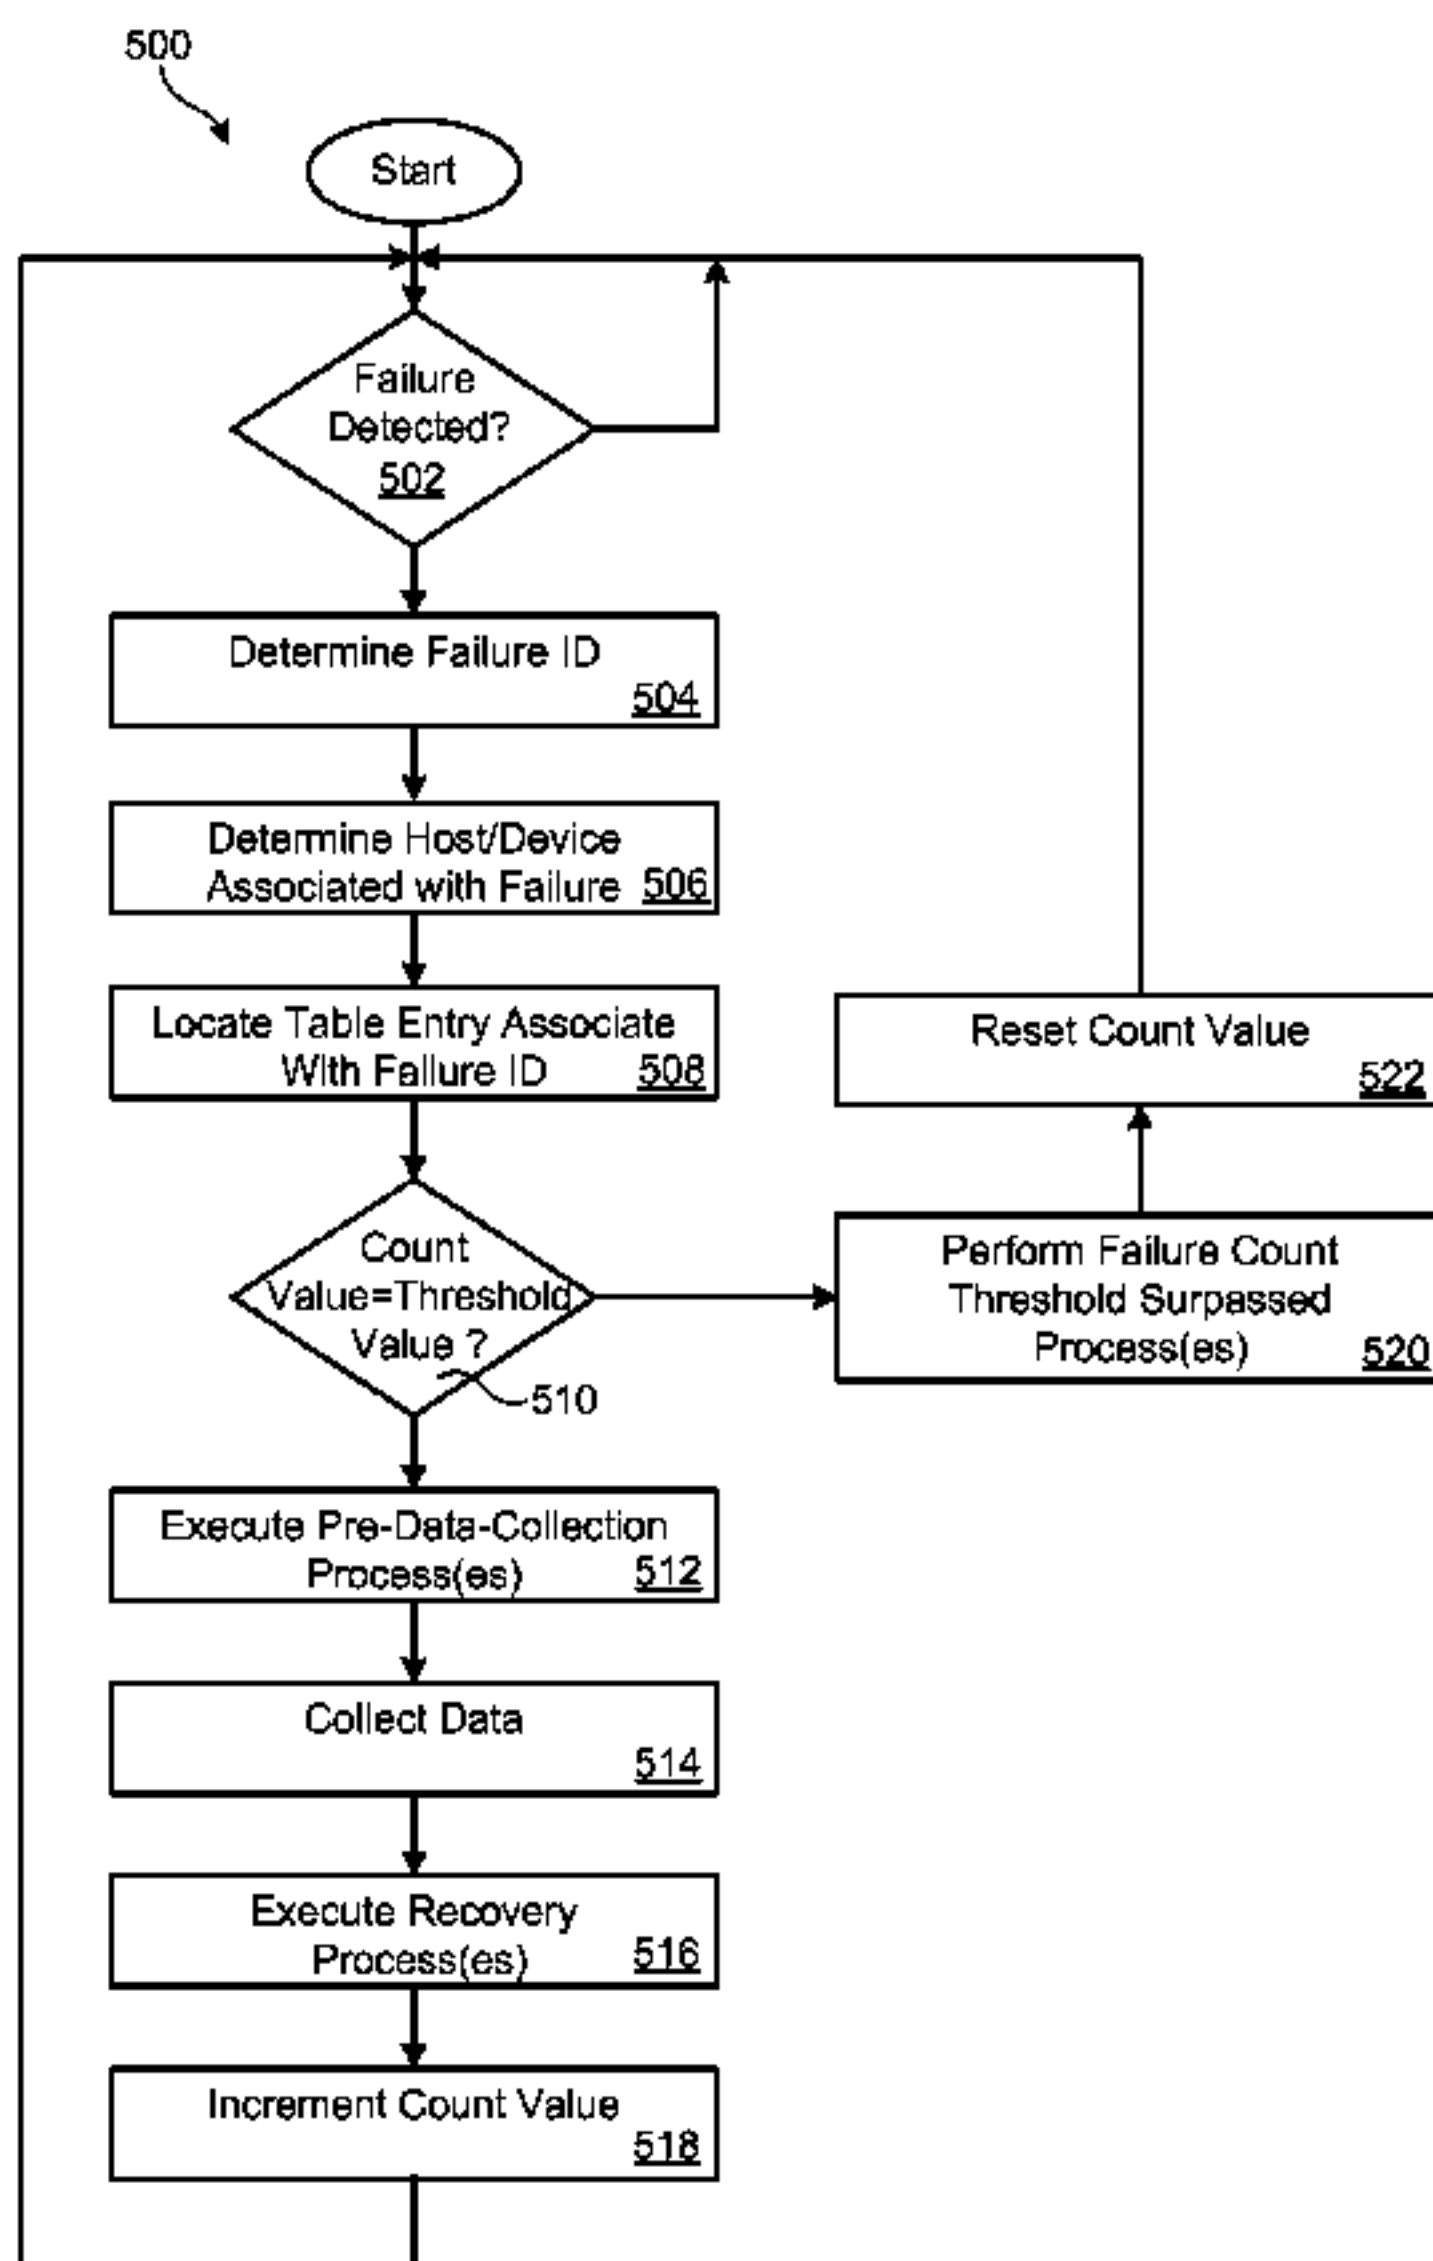 500
Start
Failure
Detected?
502
Determine Failure ID
504
Determine Host/Device
Associated with Failure 506
Locate Table Entry Associate
With Failure ID 508
Reset Count Value
522
Count
Value=Threshold
Value ?
510
Perform Failure Count
Threshold Surpassed
Process(es) 520
Execute Pre-Data-Collection
Process(es) 512
Collect Data
514
Execute Recovery
Process(es) 516
Increment Count Value
518